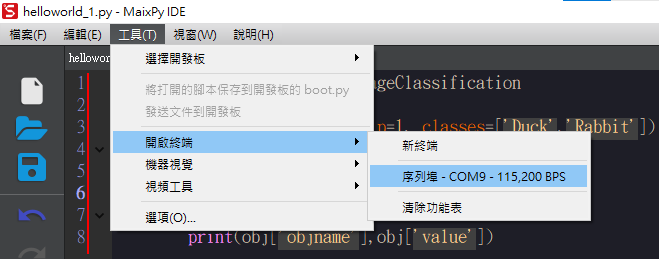 helloworld_1.py - MaixPy IDE
檔案(F) 編輯(E) 工具(T) 視窗(W) 說明(H)
hellowo
選擇開發板
將打開的腳本保存到開發板的 boot.py
發送文件到開發板
開啟終端
機器視覺
視頻工具
選項(O)...
新終端
序列埠 - COM9 - 115,200 BPS
清除功能表
1 ageClassification
2
3 n=1, classes=['Duck','Rabbit'])
4
5
6
7
8 print(obj['objname'],obj['value'])